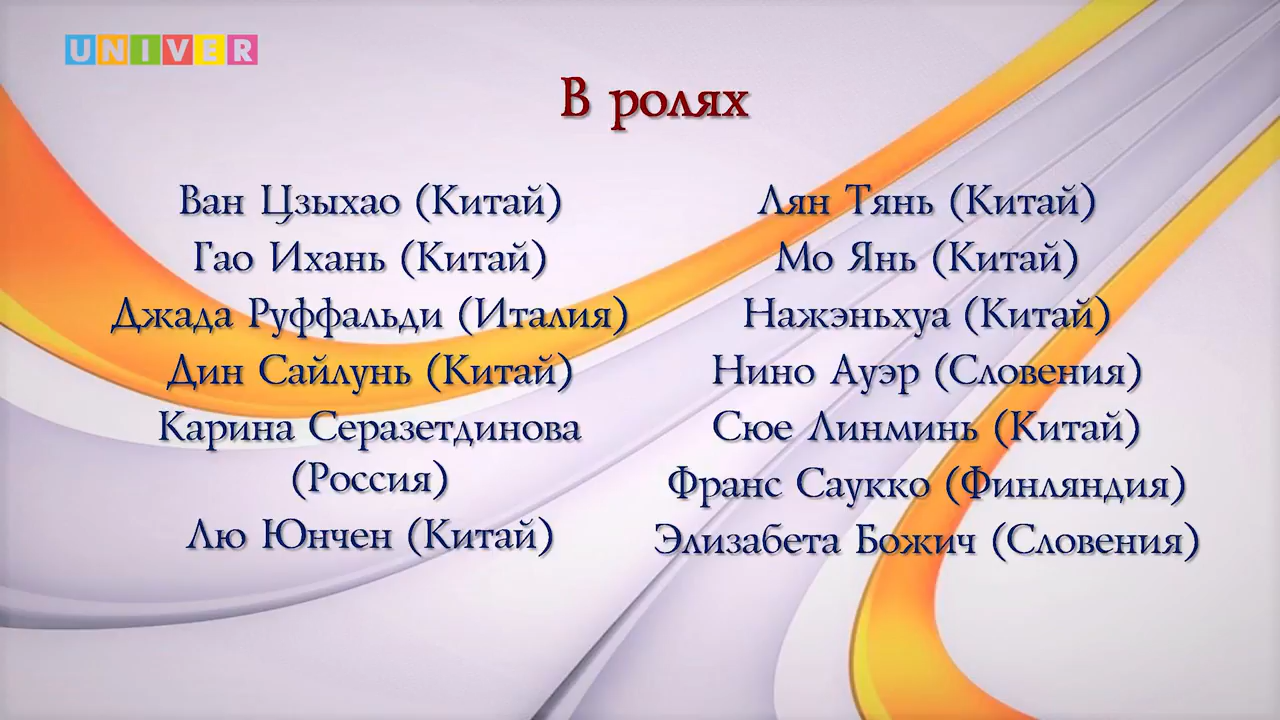 UNIVER
В ролях
Ван Цзыхао (Китай)
Гао Ихань (Китай)
Джада Руффальди (Италия)
Дин Сайлунь (Китай)
Карина Серазетдинова
(Россия)
Лю Юнчен (Китай)
Лян Тянь (Китай)
Мо Янь (Китай)
Нажэньхуа (Китай)
Нино Ауэр (Словения)
Сюе Линминь (Китай)
Франс Саукко (Финляндия)
Элизабета Божич (Словения)